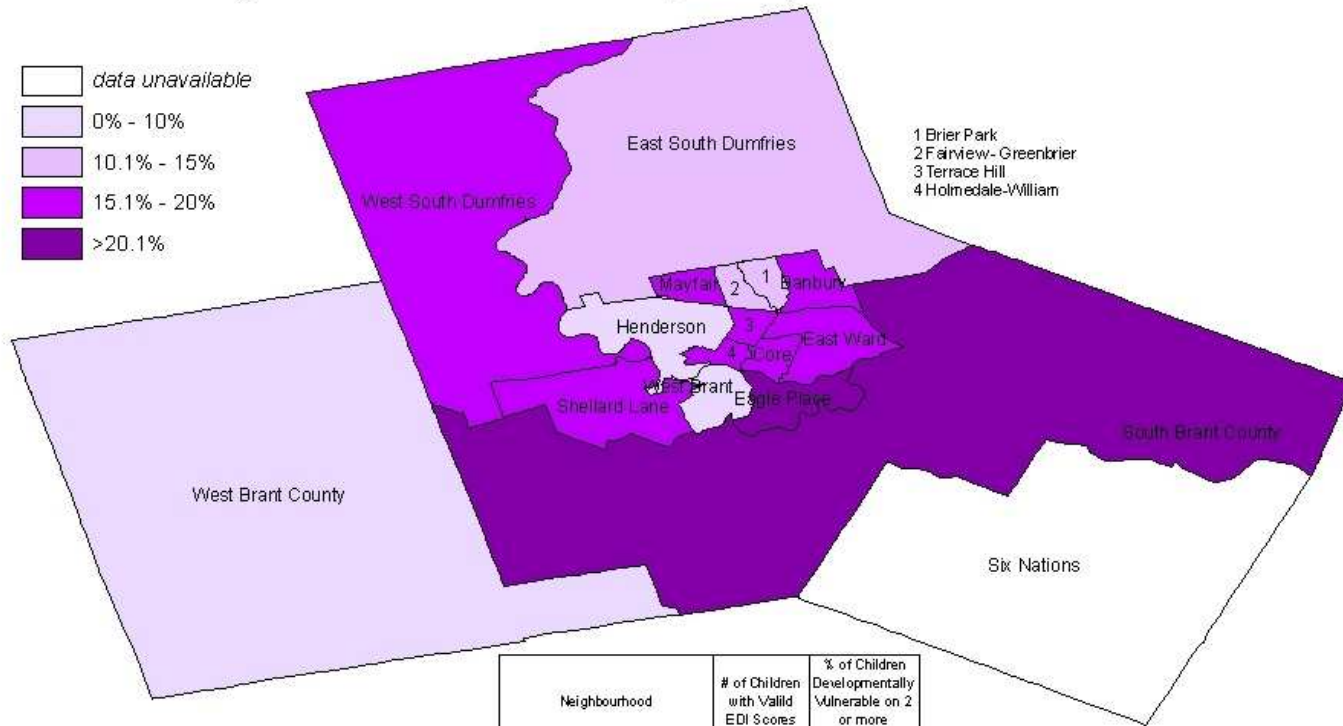 data unavailable
0% - 10%
10.1% - 15%
15.1% - 20%
>20.1%
East South Dumfries
1 Brier Park
2 Fairview- Greenbrier
3 Terrace Hill
4 Holmedale-William
West South Dumfries
Mayfair
2
1
Banbury
Henderson
3
East Ward
4
Core
West Brant
Eagle Place
Shellard Lane
South Brant County
West Brant County
Six Nations
Neighbourhood
# of Children
with Valild
EDI Scores
% of Children
Developmentally
Vulnerable on 2
or more